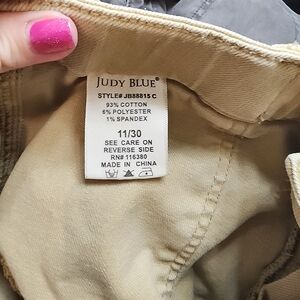 JUDY BLUE®
STYLE# JB88815 C
93% COTTON
6% POLYESTER
1% SPANDEX
11/30
SEE CARE ON
REVERSE SIDE
RN# 116380
MADE IN CHINA